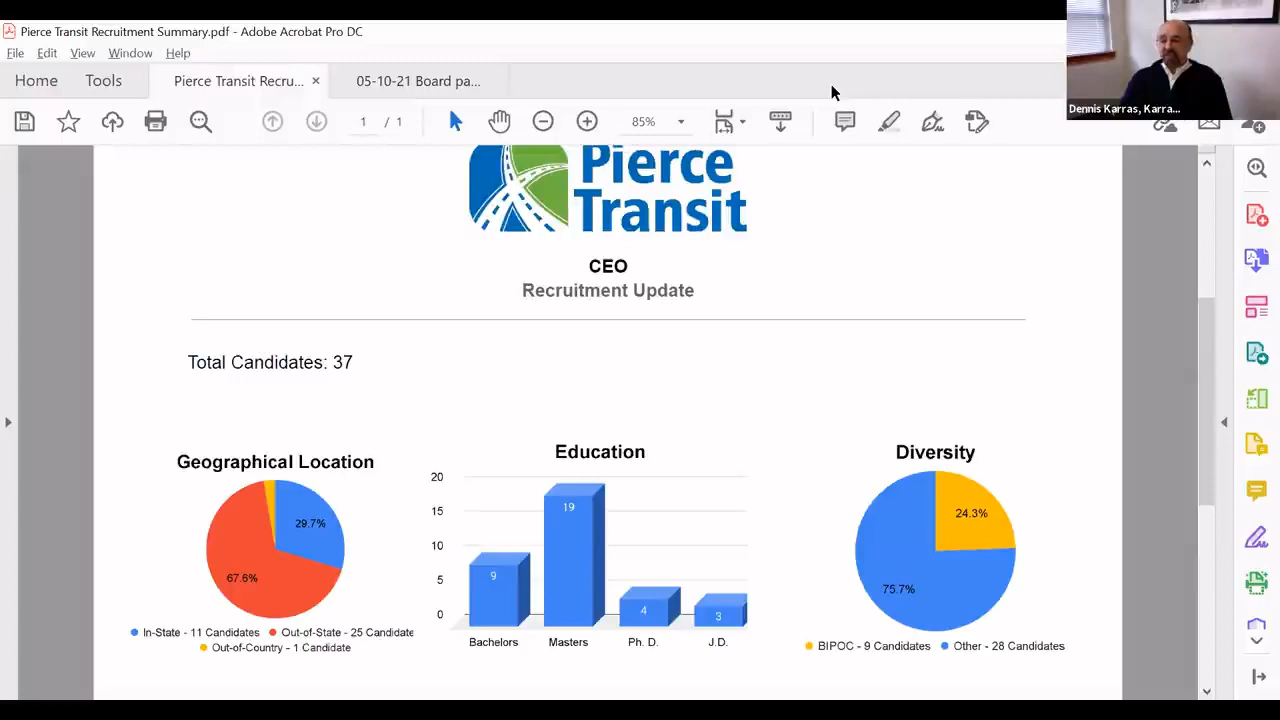 Pierce Transit Recruitment Summary.pdf - Adobe Acrobat Pro DC
File Edit View Window Help
Home Tools Pierce Transit Recru... × 05-10-21 Board pa...
1 / 1 85%
Dennis Karras, Karra...
Pierce
Transit
CEO
Recruitment Update
Total Candidates: 37
Geographical Location
29.7%
67.6%
In-State - 11 Candidates Out-of-State - 25 Candidate
Out-of-Country - 1 Candidate
Education
20
15
10
5
0
9
19
4
3
Bachelors Masters Ph. D. J.D.
Diversity
24.3%
75.7%
BIPOC - 9 Candidates Other - 28 Candidates